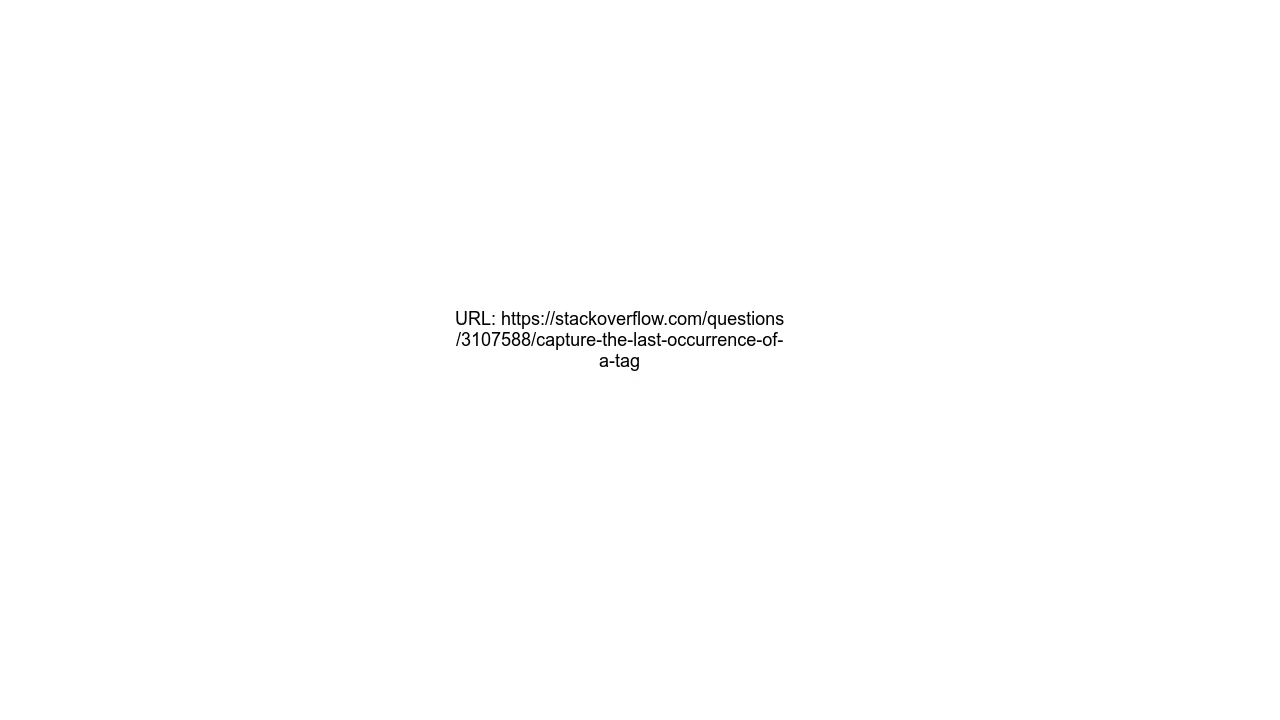 URL: https://stackoverflow.com/questions
/3107588/capture-the-last-occurrence-of-
a-tag